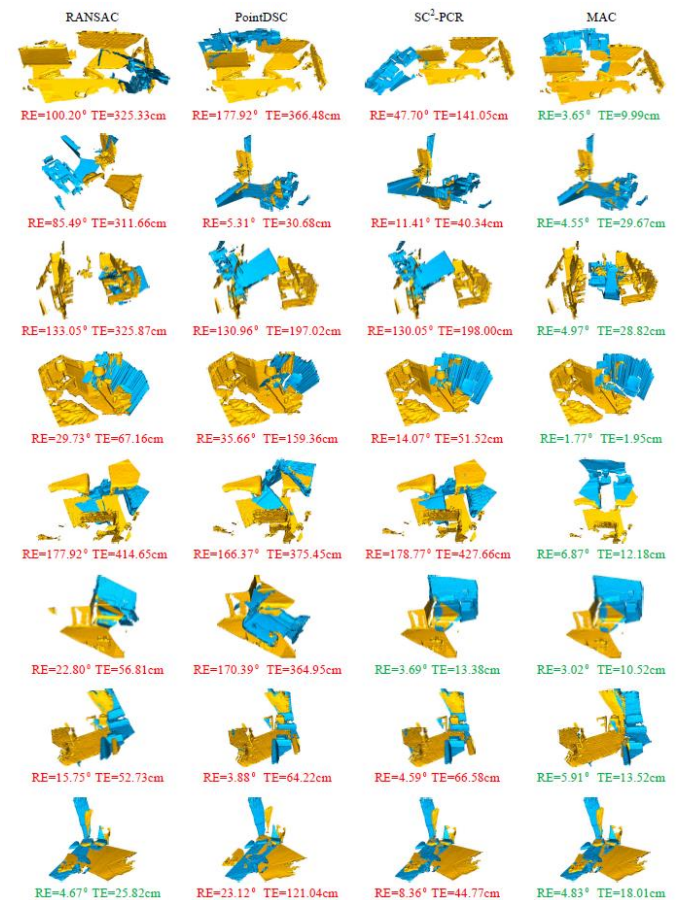 RANSAC PointDSC SC²-PCR MAC
RE=100.20° TE=325.33cm RE=177.92° TE=366.48cm RE=47.70° TE=141.05cm RE=3.65° TE=9.99cm
RE=85.49° TE=311.66cm RE=5.31° TE=30.68cm RE=11.41° TE=40.34cm RE=4.55° TE=29.67cm
RE=133.05° TE=325.87cm RE=130.96° TE=197.02cm RE=130.05° TE=198.00cm RE=4.97° TE=28.82cm
RE=29.73° TE=67.16cm RE=35.66° TE=159.36cm RE=14.07° TE=51.52cm RE=1.77° TE=1.95cm
RE=177.92° TE=414.65cm RE=166.37° TE=375.45cm RE=178.77° TE=427.66cm RE=6.87° TE=12.18cm
RE=22.80° TE=56.81cm RE=170.39° TE=364.95cm RE=3.69° TE=13.38cm RE=3.02° TE=10.52cm
RE=15.75° TE=52.73cm RE=3.88° TE=64.22cm RE=4.59° TE=66.58cm RE=5.91° TE=13.52cm
RE=4.67° TE=25.82cm RE=23.12° TE=121.04cm RE=8.36° TE=44.77cm RE=4.83° TE=18.01cm